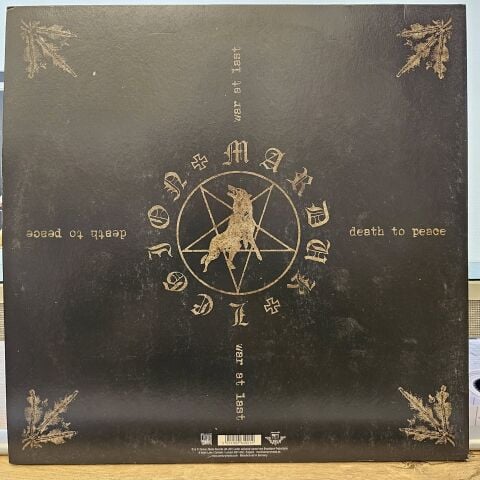 war at last
MARDUK ✠ LEGION ✠
death to peace
death to peace
war at last